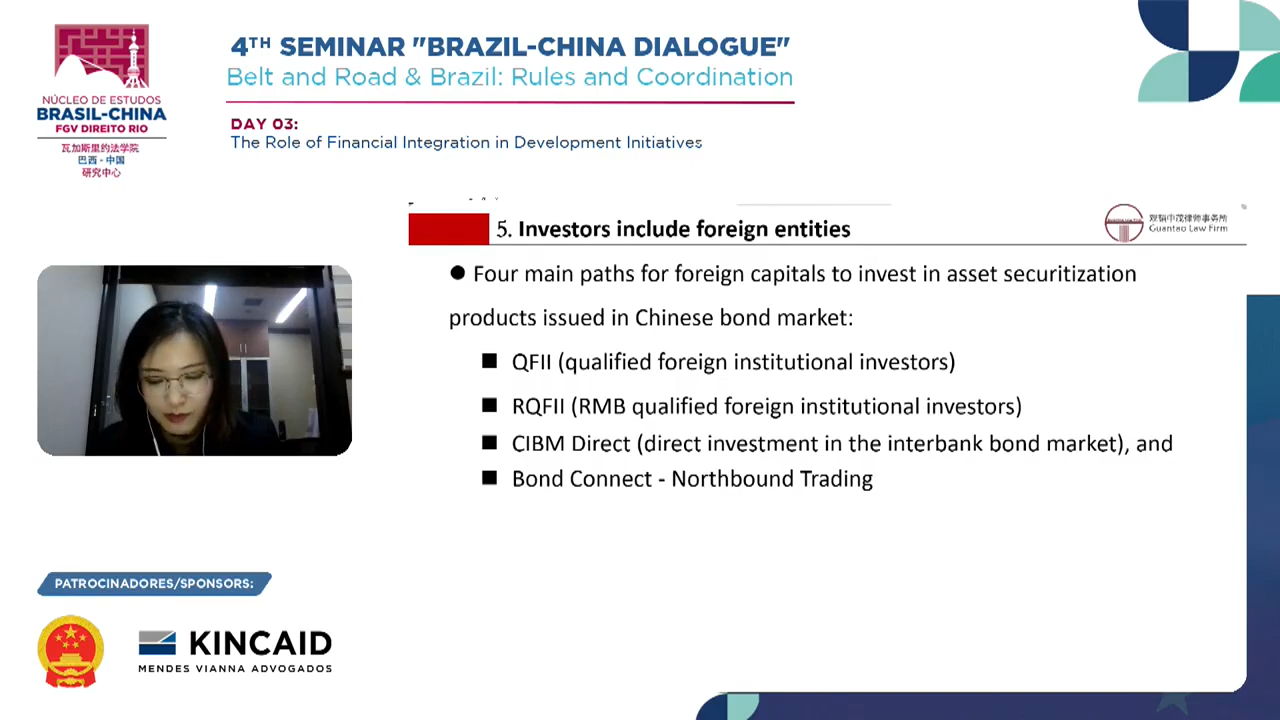 4TH SEMINAR "BRAZIL-CHINA DIALOGUE"
Belt and Road & Brazil: Rules and Coordination
NÚCLEO DE ESTUDOS
BRASIL-CHINA
FGV DIREITO RIO
瓦加斯里约法学院
巴西-中国
研究中心
DAY 03:
The Role of Financial Integration in Development Initiatives
5. Investors include foreign entities
观韬中茂律师事务所
Guantao Law Firm
● Four main paths for foreign capitals to invest in asset securitization
products issued in Chinese bond market:
■ QFII (qualified foreign institutional investors)
■ RQFII (RMB qualified foreign institutional investors)
■ CIBM Direct (direct investment in the interbank bond market), and
■ Bond Connect - Northbound Trading
PATROCINADORES/SPONSORS:
KINCAID
MENDES VIANNA ADVOGADOS